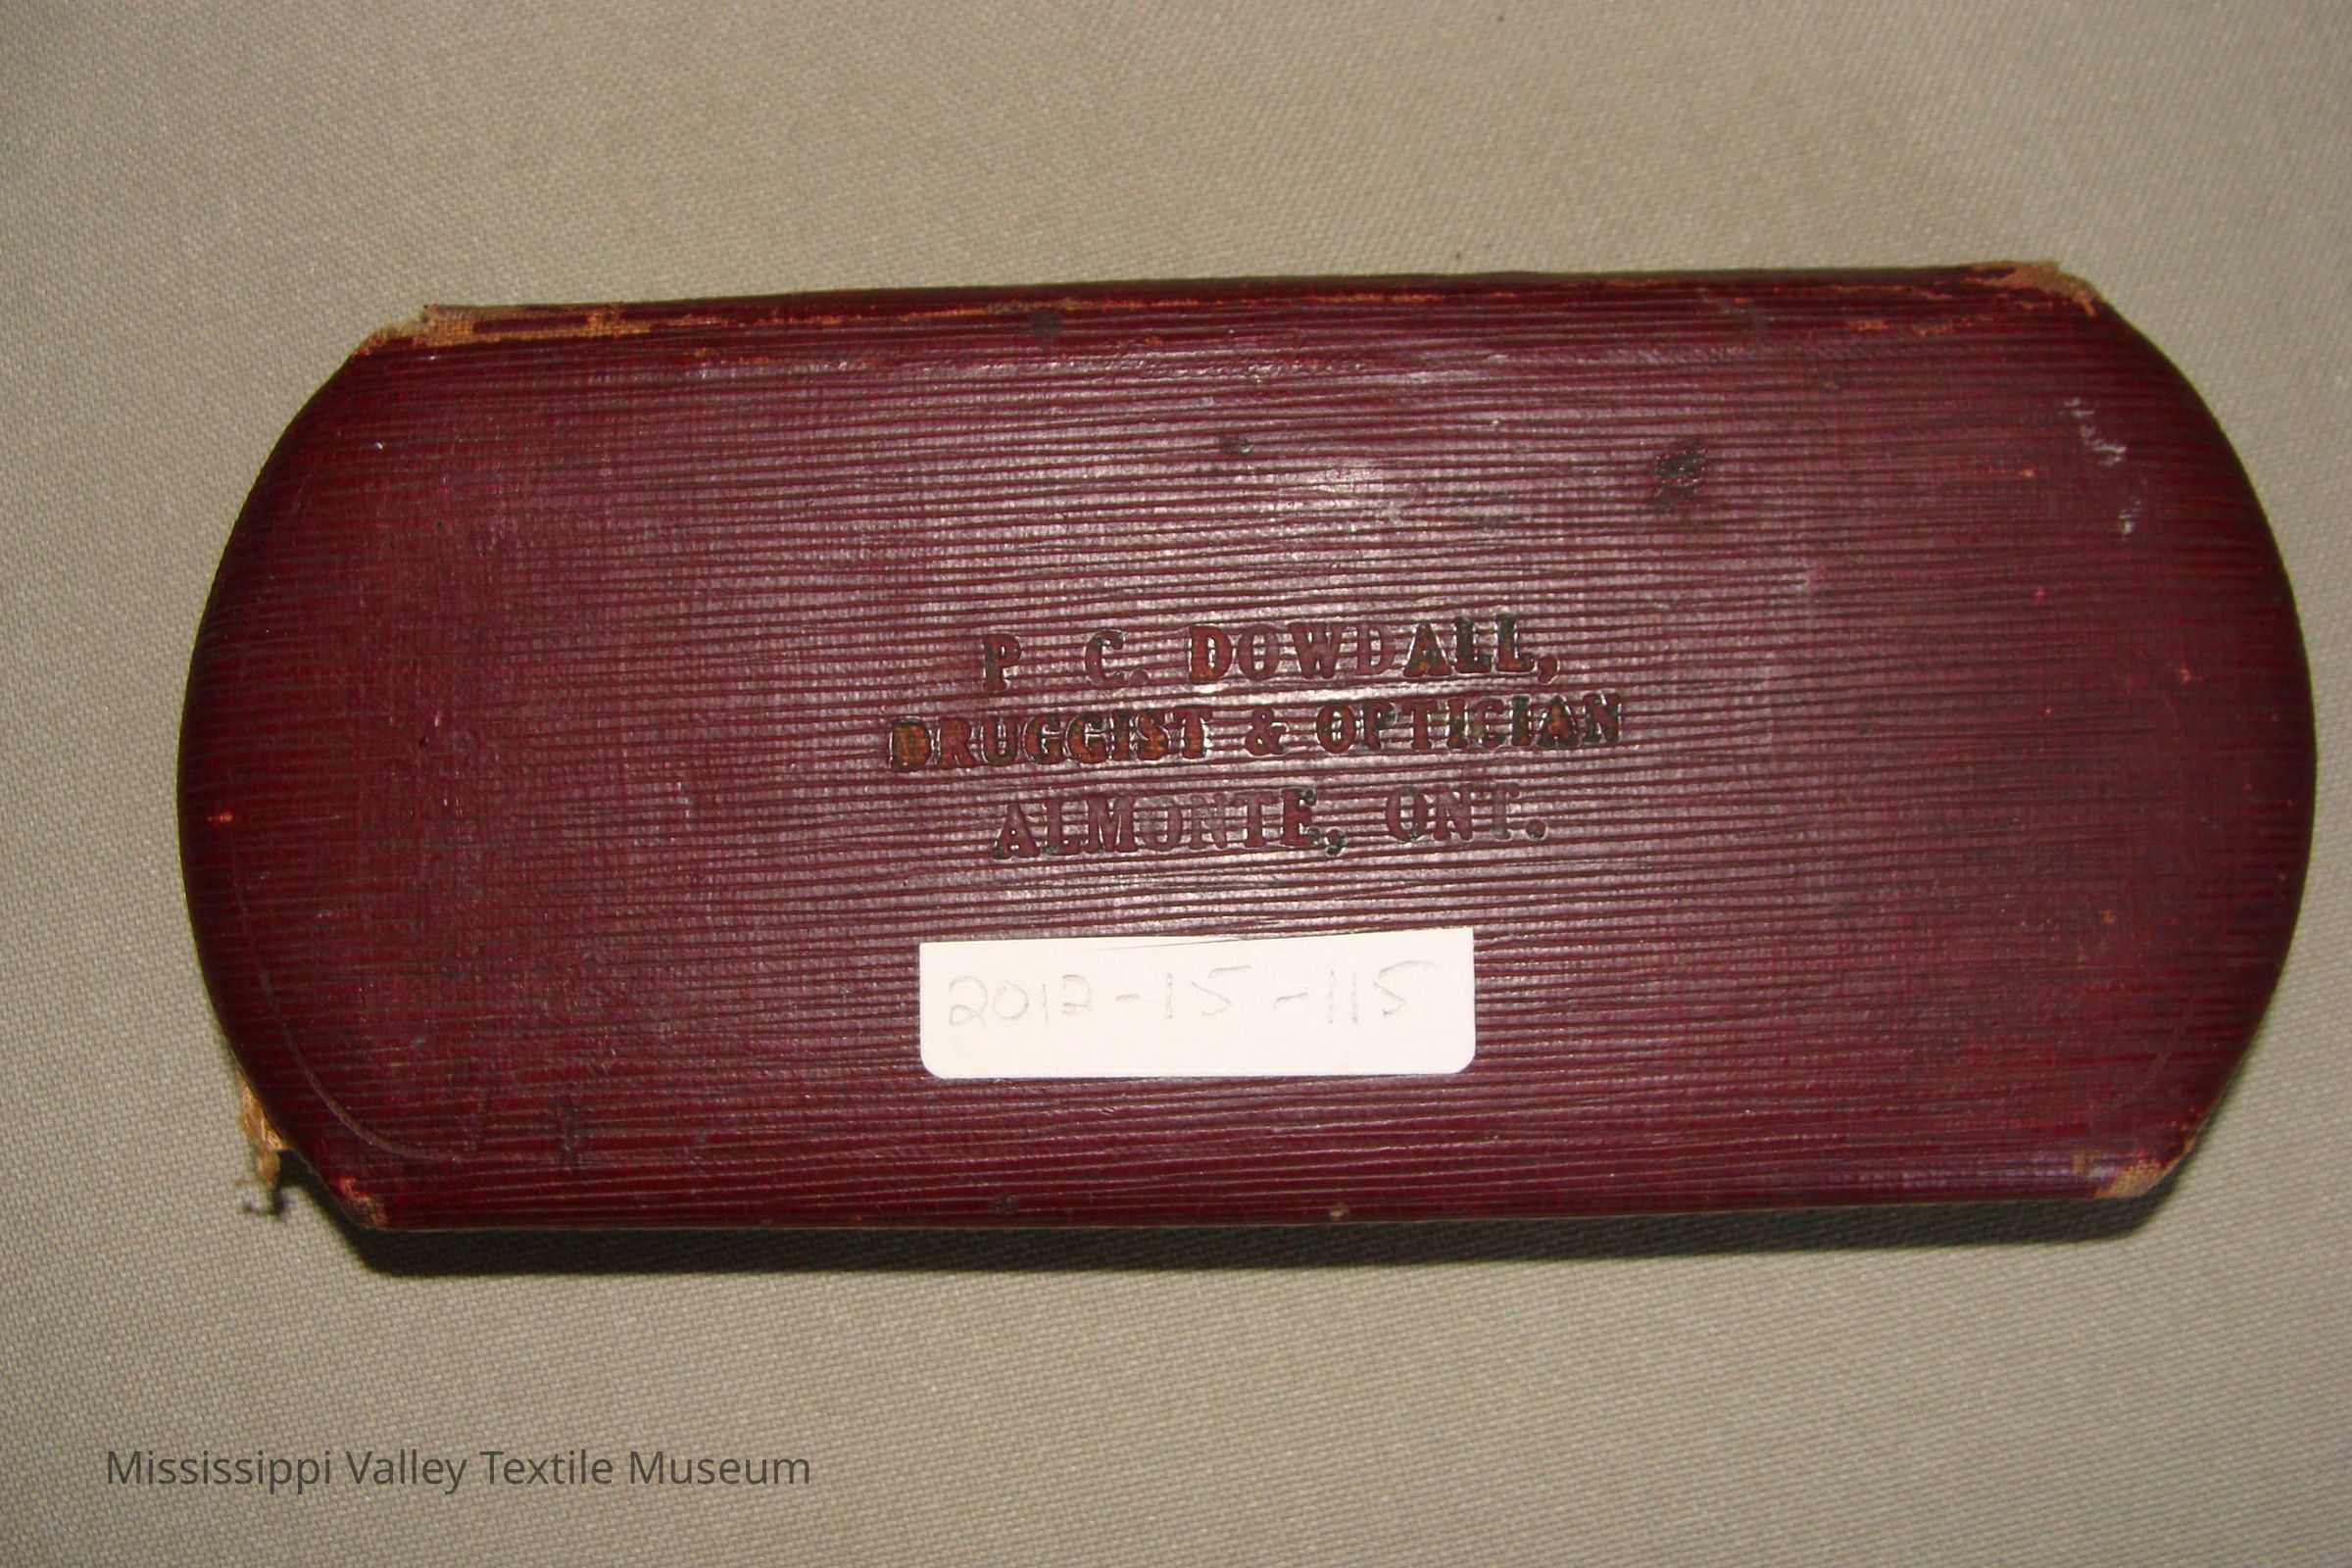 P C. DOWDALL,
DRUGGIST & OPTICIAN
ALMONTE, ONT.
2012-15-115
Mississippi Valley Textile Museum